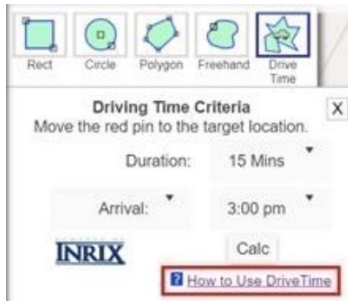 Rect Circle Polygon Freehand Drive Time
Driving Time Criteria X
Move the red pin to the target location.
Duration: 15 Mins
Arrival: 3:00 pm
INRIX Calc
? How to Use DriveTime